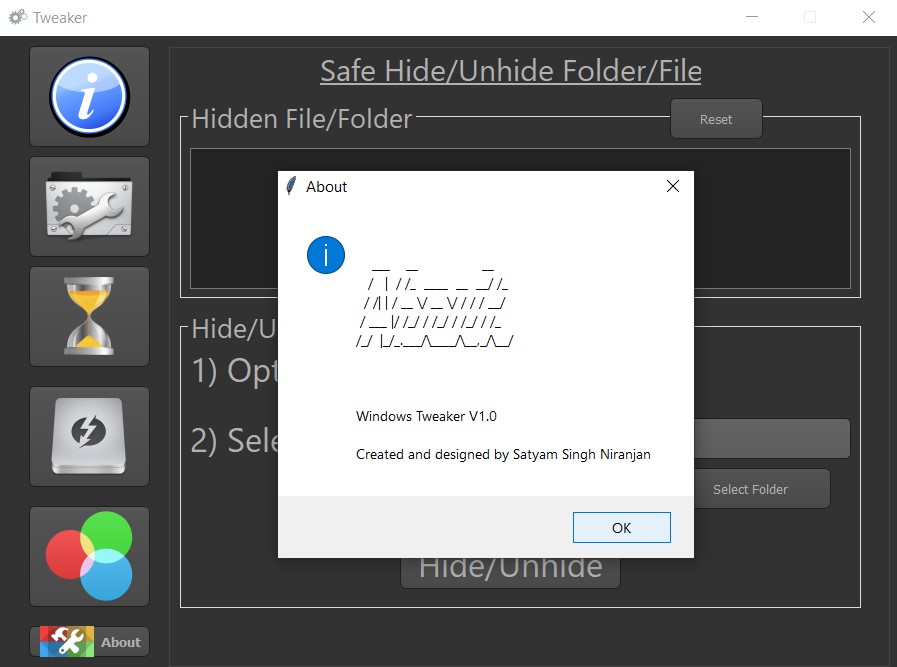 Tweaker
Safe Hide/Unhide Folder/File
Hidden File/Folder
Reset
About
Windows Tweaker V1.0
Created and designed by Satyam Singh Niranjan
OK
Hide/U
1) Opt
2) Sele
Select Folder
Hide/Unhide
About